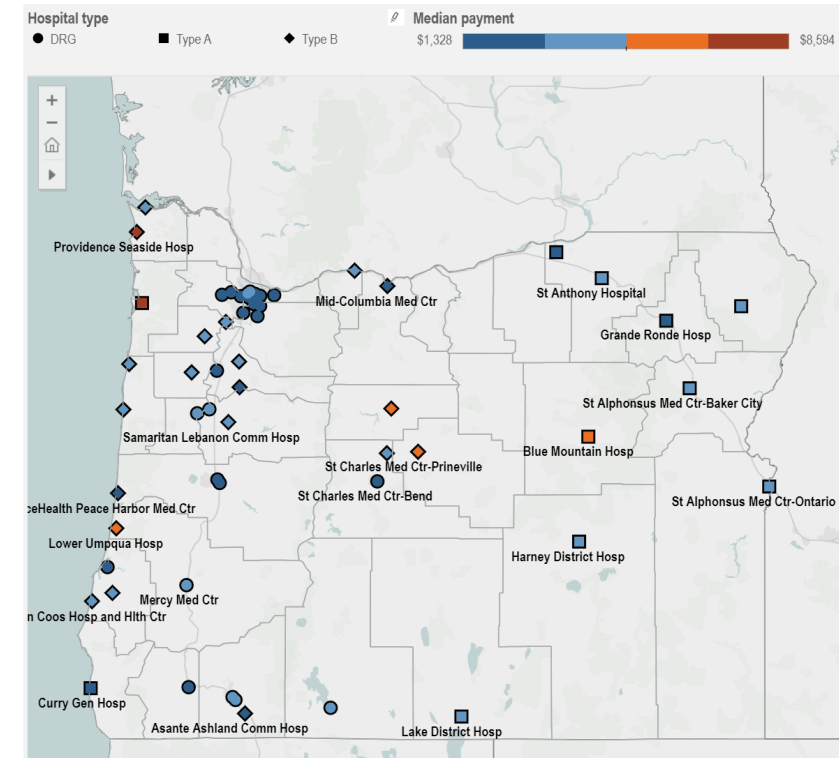 Hospital type
DRG
Type A
Type B
Median payment
$1,328
$8,594
+
−
Providence Seaside Hosp
Mid-Columbia Med Ctr
St Anthony Hospital
Grande Ronde Hosp
St Alphonsus Med Ctr-Baker City
Samaritan Lebanon Comm Hosp
Blue Mountain Hosp
St Charles Med Ctr-Prineville
St Charles Med Ctr-Bend
St Alphonsus Med Ctr-Ontario
ceHealth Peace Harbor Med Ctr
Lower Umpqua Hosp
Harney District Hosp
Mercy Med Ctr
n Coos Hosp and Hlth Ctr
Curry Gen Hosp
Asante Ashland Comm Hosp
Lake District Hosp